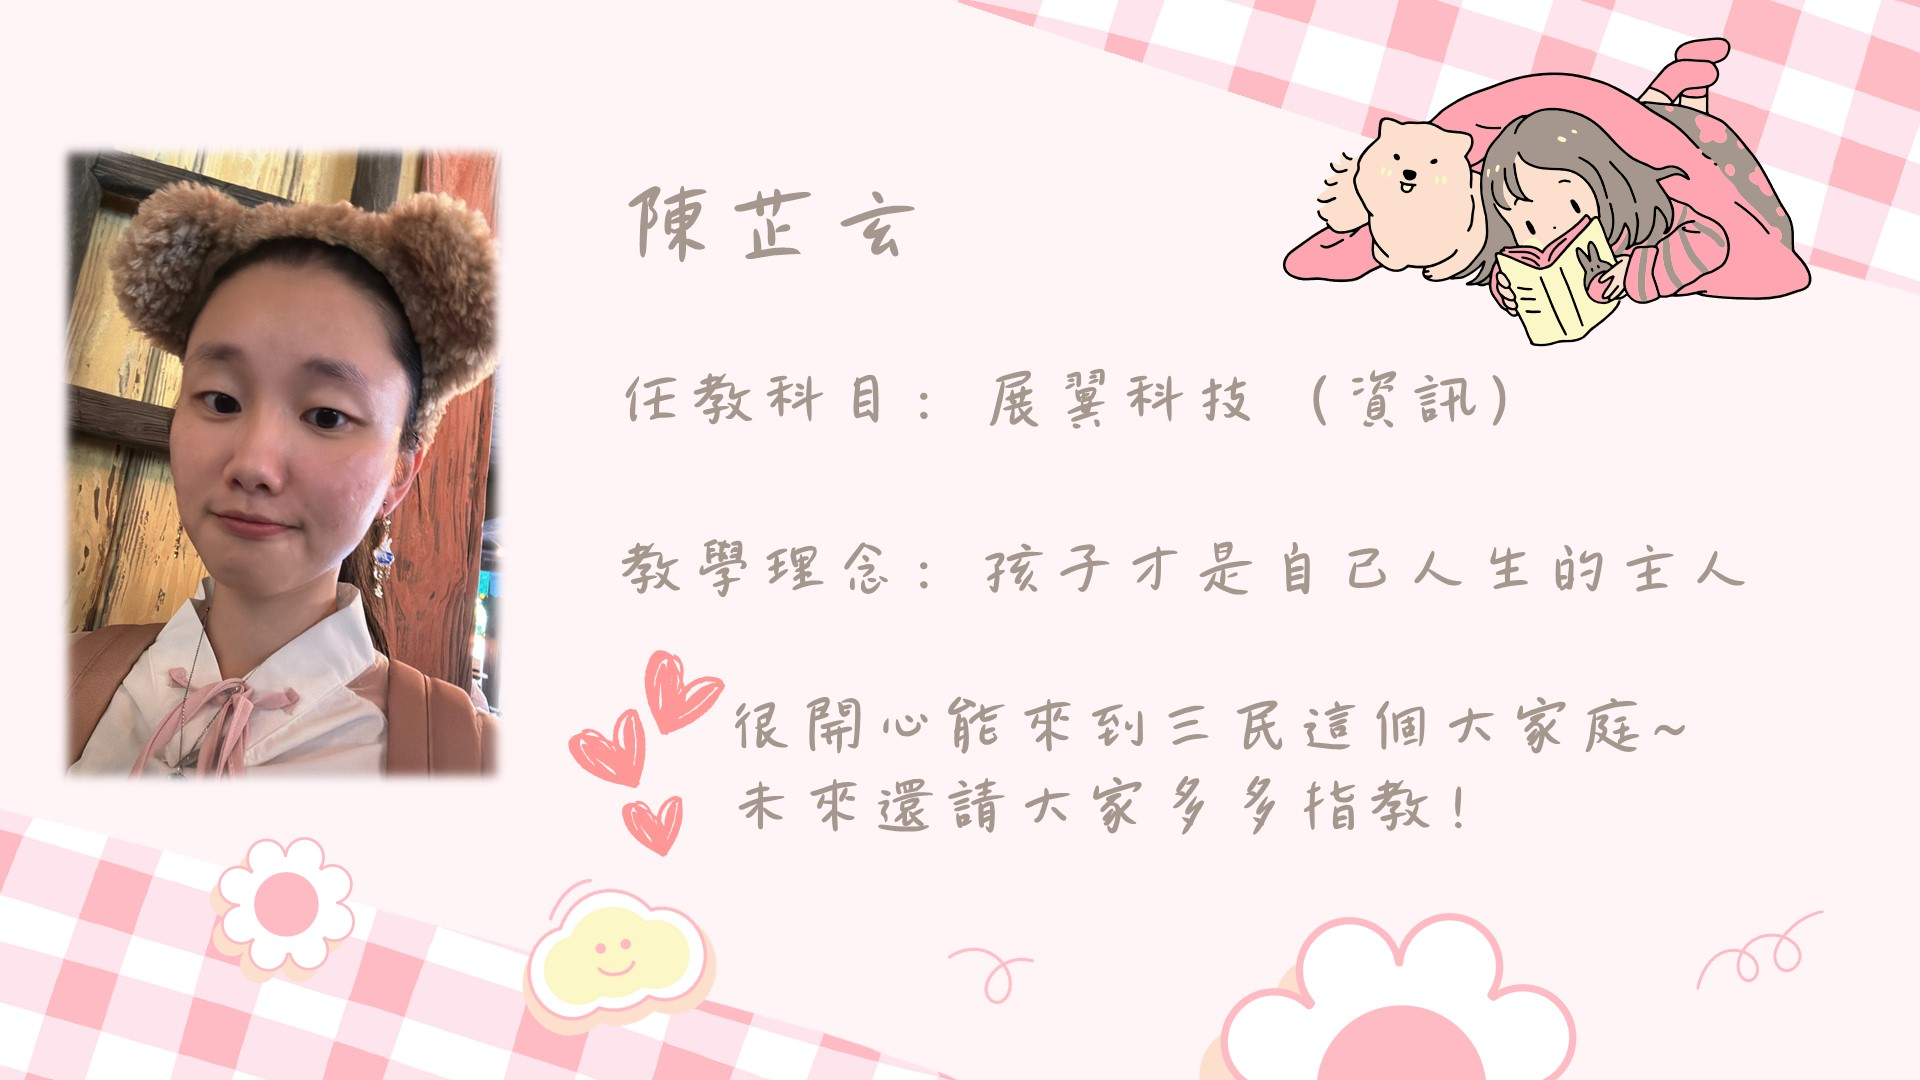 陳芷玄
任教科目：展翼科技（資訊）
教學理念：孩子才是自己人生的主人
很開心能來到三民這個大家庭~
未來還請大家多多指教！